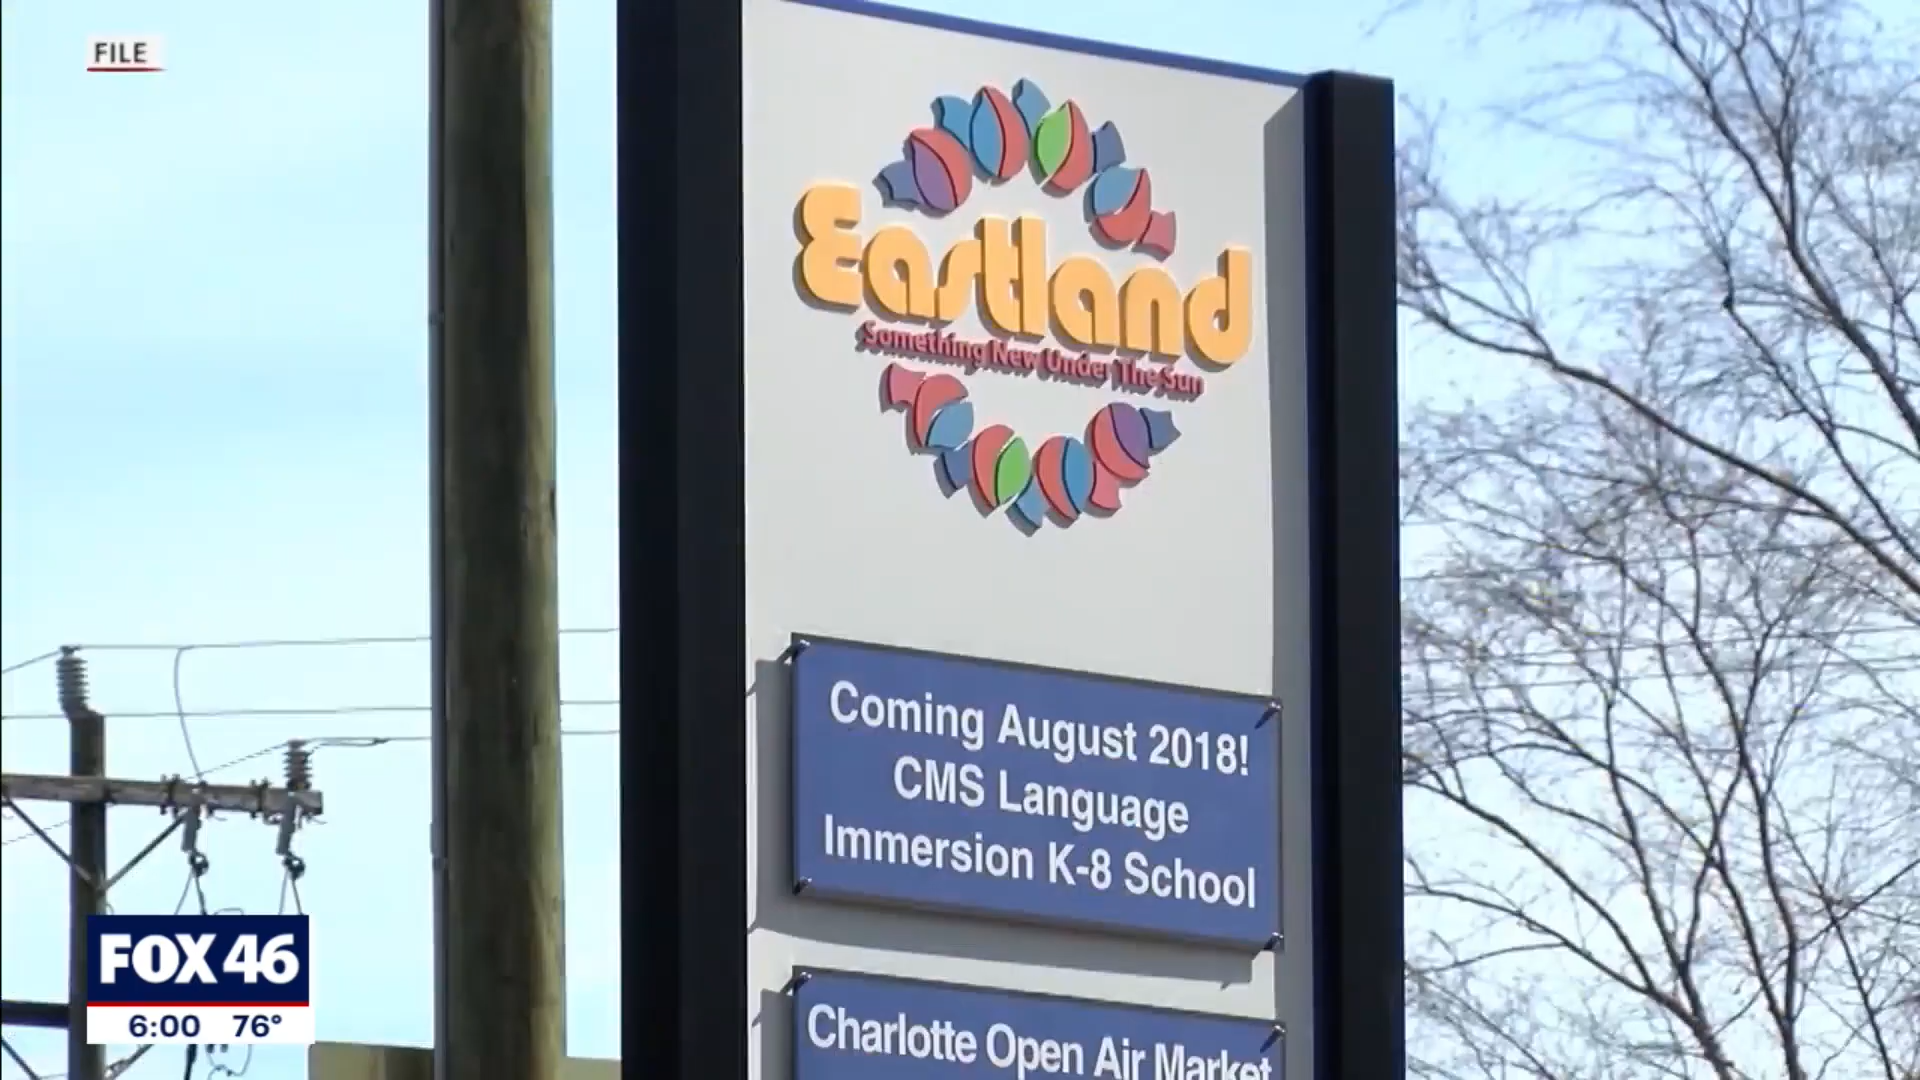 FILE
Eastland
Something New Under The Sun
Coming August 2018!
CMS Language
Immersion K-8 School
Charlotte Open Air Market
FOX 46
6:00 76°